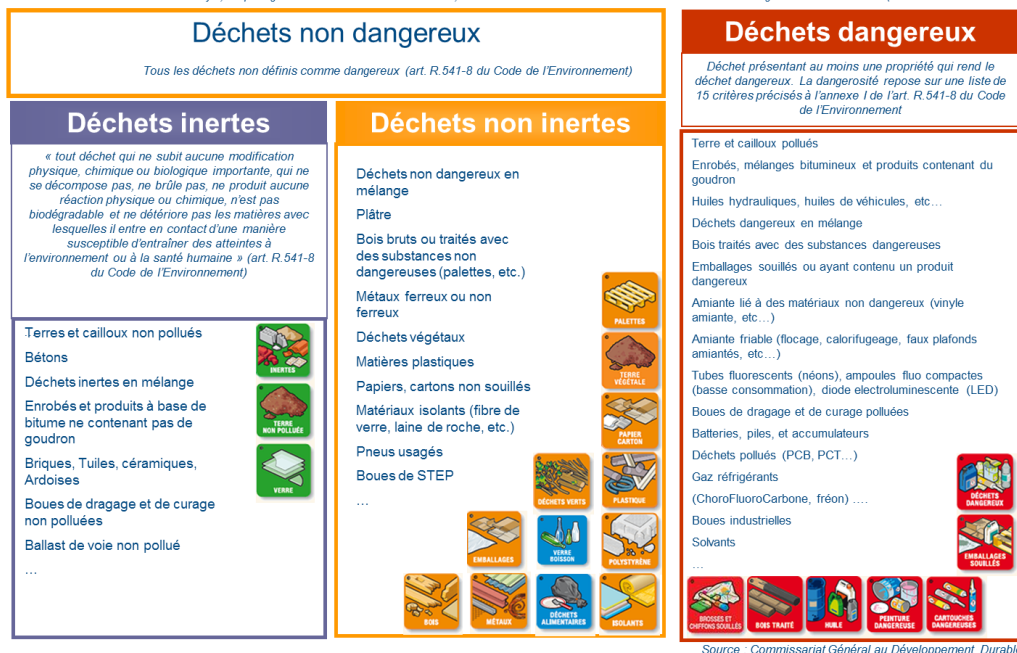 Déchets non dangereux
Tous les déchets non définis comme dangereux (art. R.541-8 du Code de l'Environnement)
Déchets inertes
« tout déchet qui ne subit aucune modification
physique, chimique ou biologique importante, qui ne
se décompose pas, ne brûle pas, ne produit aucune
réaction physique ou chimique, n'est pas
biodégradable et ne détériore pas les matières avec
lesquelles il entre en contact d'une manière
susceptible d'entraîner des atteintes à
l'environnement ou à la santé humaine » (art. R.541-8
du Code de l'Environnement)
Terres et cailloux non pollués
Bétons
Déchets inertes en mélange
Enrobés et produits à base de
bitume ne contenant pas de
goudron
Briques, Tuiles, céramiques,
Ardoises
Boues de dragage et de curage
non polluées
Ballast de voie non pollué
…
INERTES
TERRE
NON POLLUÉE
VERRE
Déchets non inertes
Déchets non dangereux en
mélange
Plâtre
Bois bruts ou traités avec
des substances non
dangereuses (palettes, etc.)
Métaux ferreux ou non
ferreux
Déchets végétaux
Matières plastiques
Papiers, cartons non souillés
Matériaux isolants (fibre de
verre, laine de roche, etc.)
Pneus usagés
Boues de STEP
…
PALETTES
TERRE
VÉGÉTALE
PAPIER
CARTON
DÉCHETS VERTS
PLASTIQUE
EMBALLAGES
VERRE
BOISSON
POLYSTYRÈNE
BOIS
MÉTAUX
DÉCHETS
ALIMENTAIRES
ISOLANTS
Déchets dangereux
Déchet présentant au moins une propriété qui rend le
déchet dangereux. La dangerosité repose sur une liste de
15 critères précisés à l'annexe I de l'art. R.541-8 du Code
de l'Environnement
Terre et cailloux pollués
Enrobés, mélanges bitumineux et produits contenant du
goudron
Huiles hydrauliques, huiles de véhicules, etc…
Déchets dangereux en mélange
Bois traités avec des substances dangereuses
Emballages souillés ou ayant contenu un produit
dangereux
Amiante lié à des matériaux non dangereux (vinyle
amiante, etc…)
Amiante friable (flocage, calorifugeage, faux plafonds
amiantés, etc…)
Tubes fluorescents (néons), ampoules fluo compactes
(basse consommation), diode electroluminescente (LED)
Boues de dragage et de curage polluées
Batteries, piles, et accumulateurs
Déchets pollués (PCB, PCT…)
Gaz réfrigérants
(ChoroFluoroCarbone, fréon) ….
Boues industrielles
Solvants
…
DÉCHETS
DANGEREUX
EMBALLAGES
SOUILLÉS
BROSSES ET
CHIFFONS SOUILLÉS
BOIS TRAITÉ
HUILE
PEINTURE
DANGEREUSE
CARTOUCHES
DANGEREUSES
Source : Commissariat Général au Développement Durable